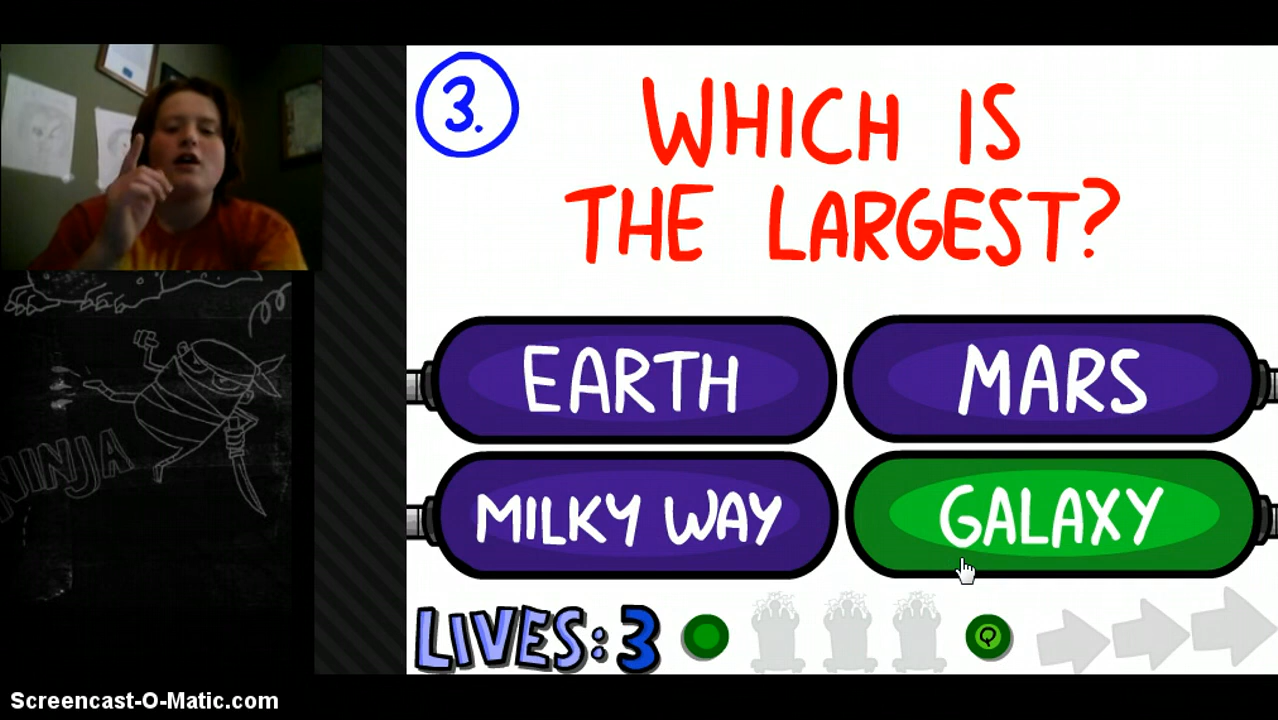 3.
WHICH IS
THE LARGEST?
EARTH
MARS
MILKY WAY
GALAXY
NINJA
LIVES: 3
Q
Screencast-O-Matic.com